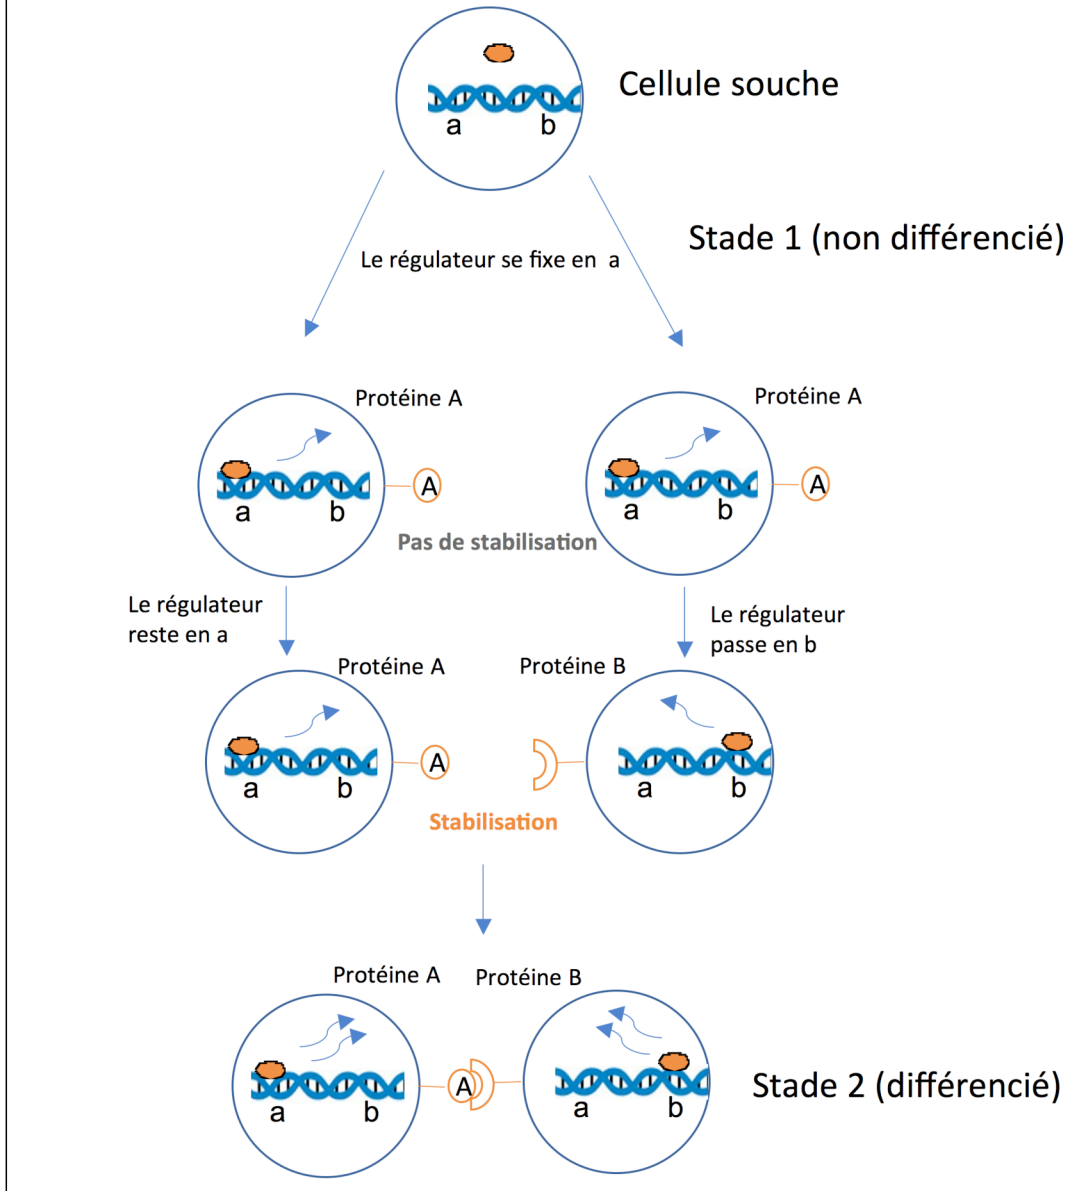 Cellule souche
a b
Stade 1 (non différencié)
Le régulateur se fixe en a
Protéine A
Protéine A
A
A
a b
a b
Pas de stabilisation
Le régulateur
reste en a
Le régulateur
passe en b
Protéine A
Protéine B
A
a b
a b
Stabilisation
Protéine A
Protéine B
A
a b
a b
Stade 2 (différencié)